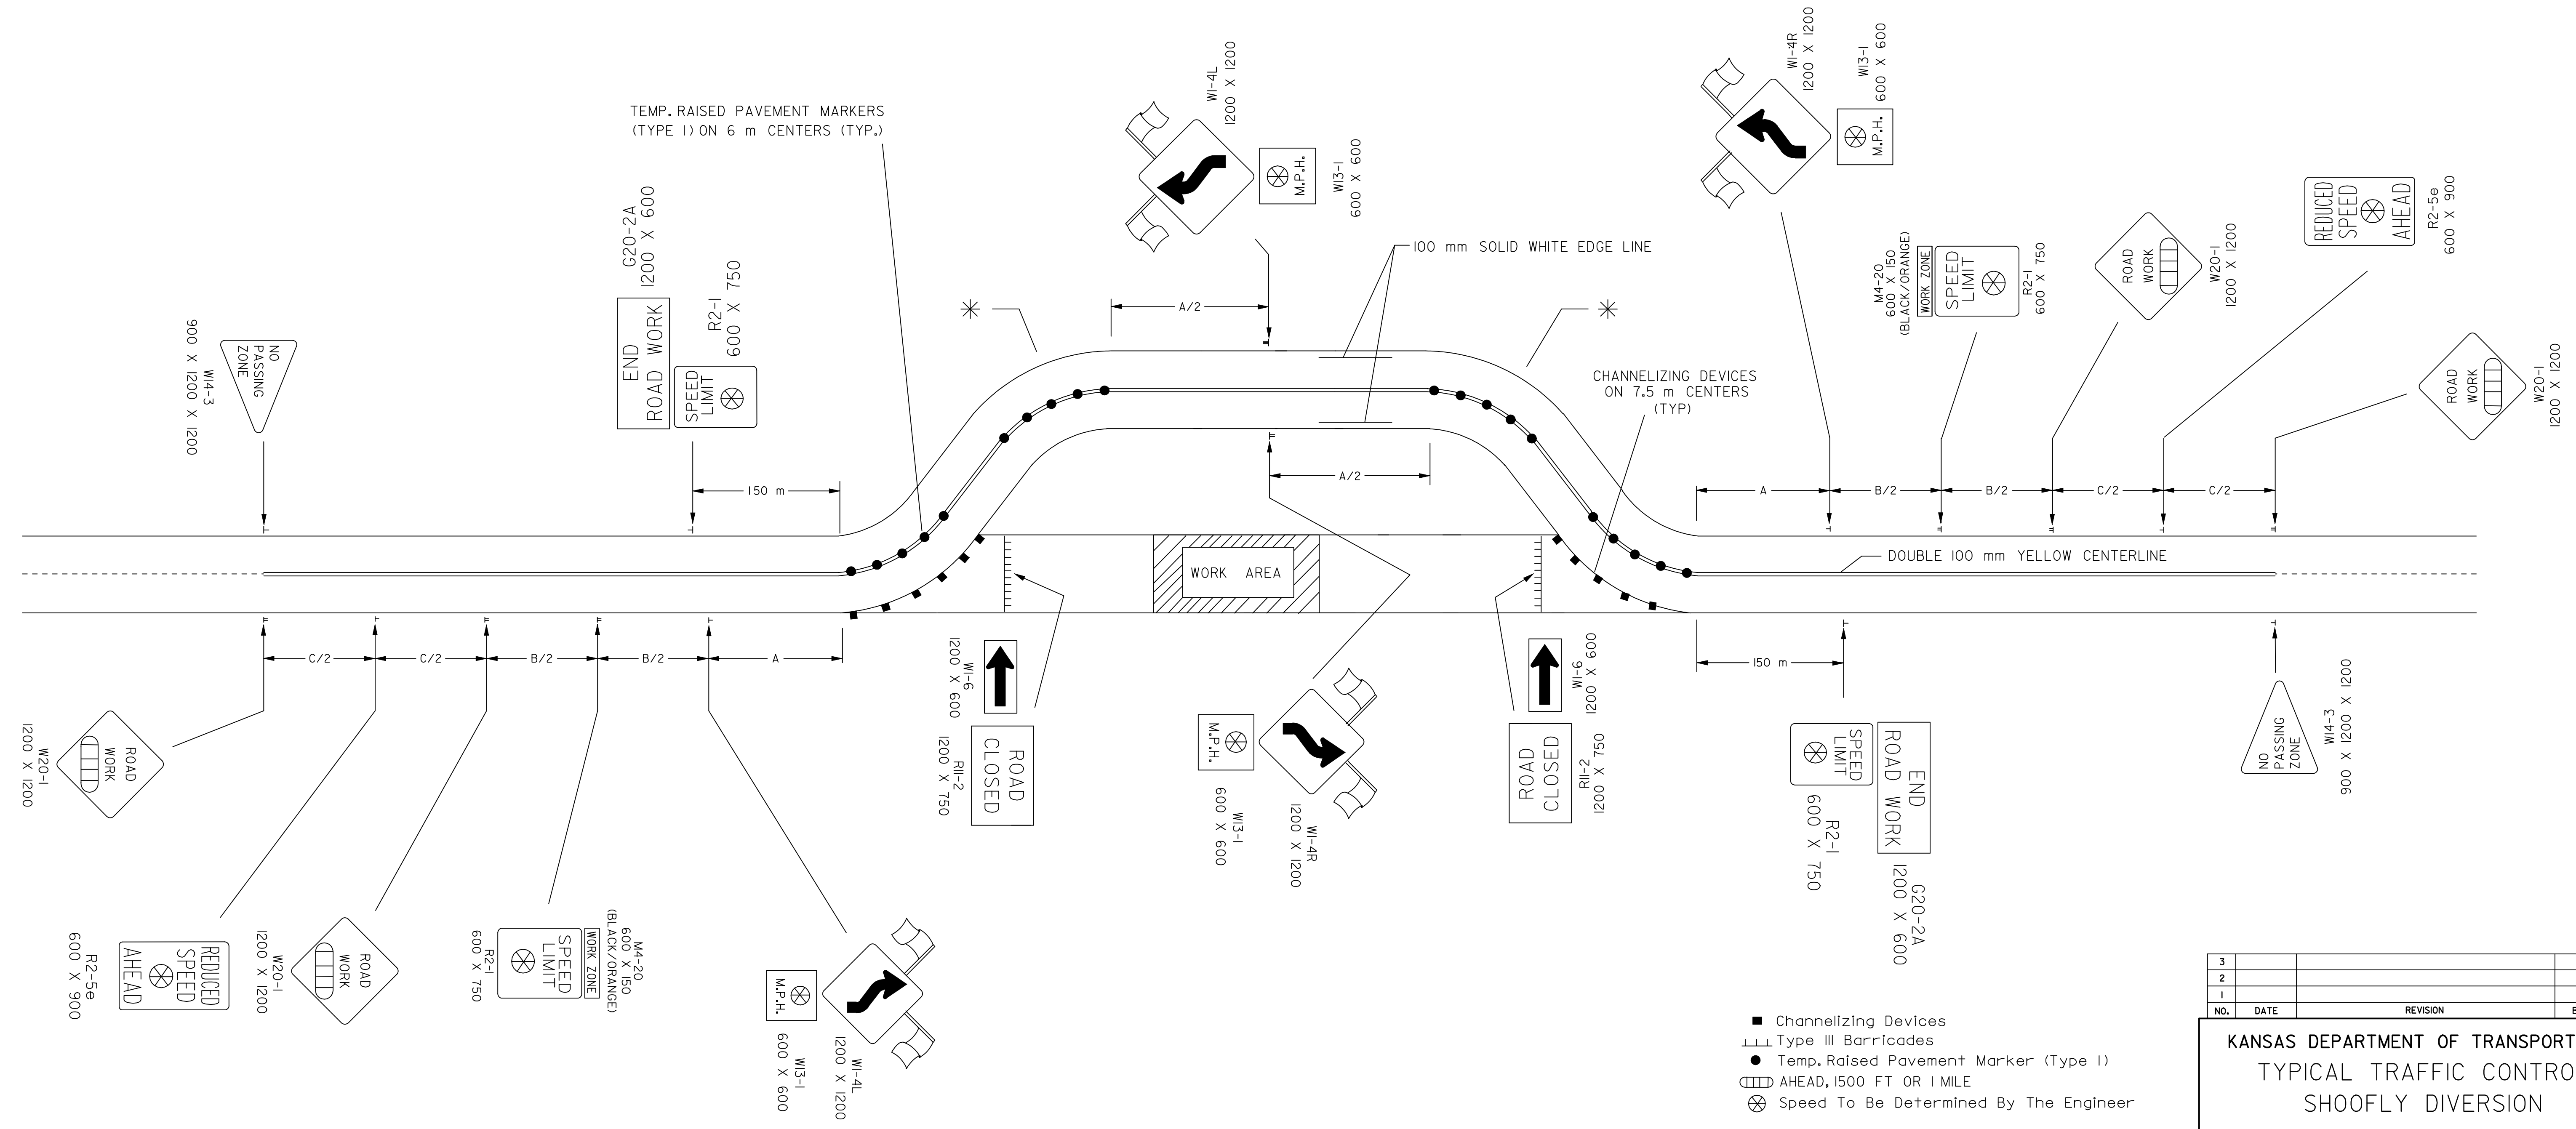 TEMP. RAISED PAVEMENT MARKERS
(TYPE I) ON 6 m CENTERS (TYP.)
G20-2A
1200 X 600
R2-1
600 X 750
END
ROAD WORK
SPEED
LIMIT
NO
PASSING
ZONE
W14-3
900 X 1200 X 1200
150 m
W1-4L
1200 X 1200
M.P.H.
W13-1
600 X 600
A/2
100 mm SOLID WHITE EDGE LINE
A/2
CHANNELIZING DEVICES
ON 7.5 m CENTERS
(TYP)
W1-4R
1200 X 1200
W13-1
600 X 600
M.P.H.
M4-20
600 X 150
(BLACK/ORANGE)
WORK ZONE
SPEED
LIMIT
R2-1
600 X 750
ROAD
WORK
W20-1
1200 X 1200
REDUCED
SPEED
AHEAD
R2-5e
600 X 900
ROAD
WORK
W20-1
1200 X 1200
A
B/2
B/2
C/2
C/2
DOUBLE 100 mm YELLOW CENTERLINE
WORK AREA
C/2
C/2
B/2
B/2
A
150 m
W20-1
1200 X 1200
ROAD
WORK
R2-5e
600 X 900
REDUCED
SPEED
AHEAD
W20-1
1200 X 1200
ROAD
WORK
R2-1
600 X 750
SPEED
LIMIT
WORK ZONE
M4-20
600 X 150
(BLACK/ORANGE)
M.P.H.
W13-1
600 X 600
W1-4L
1200 X 1200
W1-6
1200 X 600
R11-2
1200 X 750
ROAD
CLOSED
M.P.H.
W13-1
600 X 600
W1-4R
1200 X 1200
W1-6
1200 X 600
R11-2
1200 X 750
ROAD
CLOSED
SPEED
LIMIT
R2-1
600 X 750
END
ROAD WORK
G20-2A
1200 X 600
NO
PASSING
ZONE
W14-3
900 X 1200 X 1200
Channelizing Devices
Type III Barricades
Temp. Raised Pavement Marker (Type I)
AHEAD, 1500 FT OR 1 MILE
Speed To Be Determined By The Engineer
3
2
1
NO. DATE REVISION
KANSAS DEPARTMENT OF TRANSPORT
TYPICAL TRAFFIC CONTRO
SHOOFLY DIVERSION